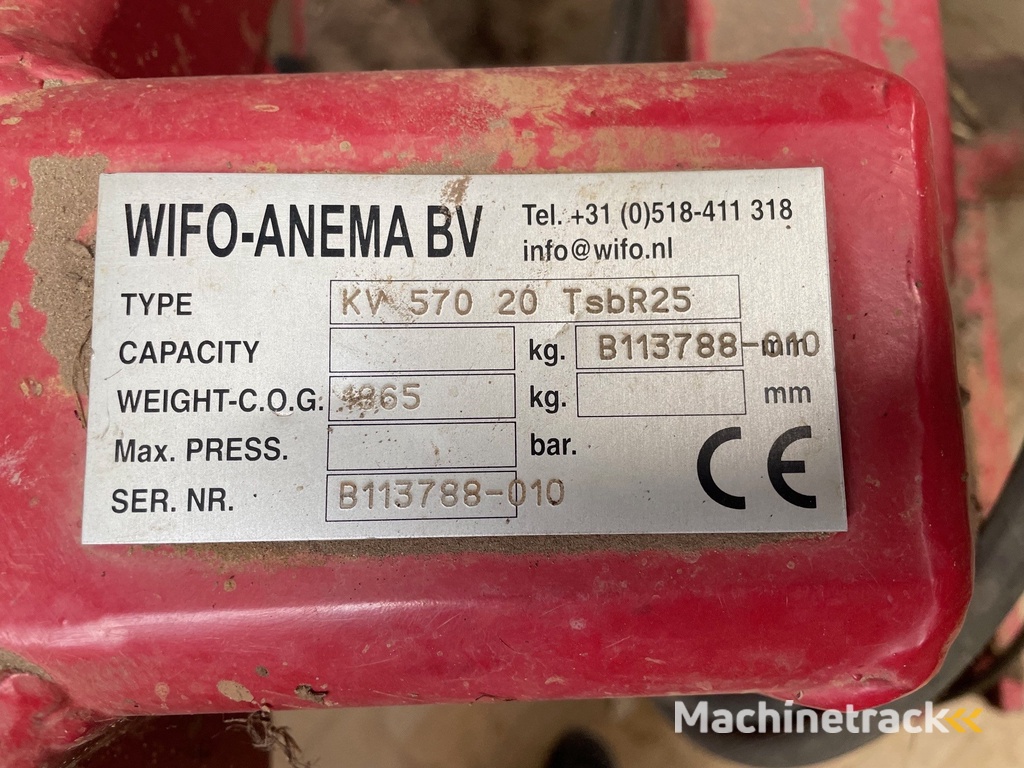 WIFO-ANEMA BV
Tel. +31 (0)518-411 318
info@wifo.nl
TYPE KV 570 20 TsbR25
CAPACITY kg. B113788-010 mm
WEIGHT-C.O.G: kg. mm
Max. PRESS. bar.
SER. NR. B113788-010
CE
Machinetrack